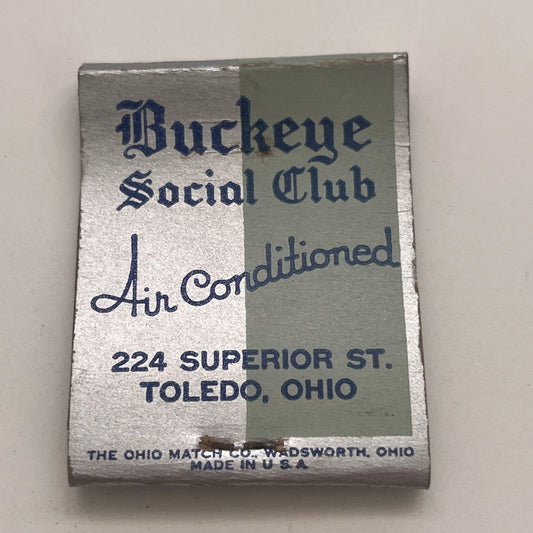 Buckeye
Social Club
Air Conditioned
224 SUPERIOR ST.
TOLEDO, OHIO
THE OHIO MATCH CO., WADSWORTH, OHIO
MADE IN U.S.A.